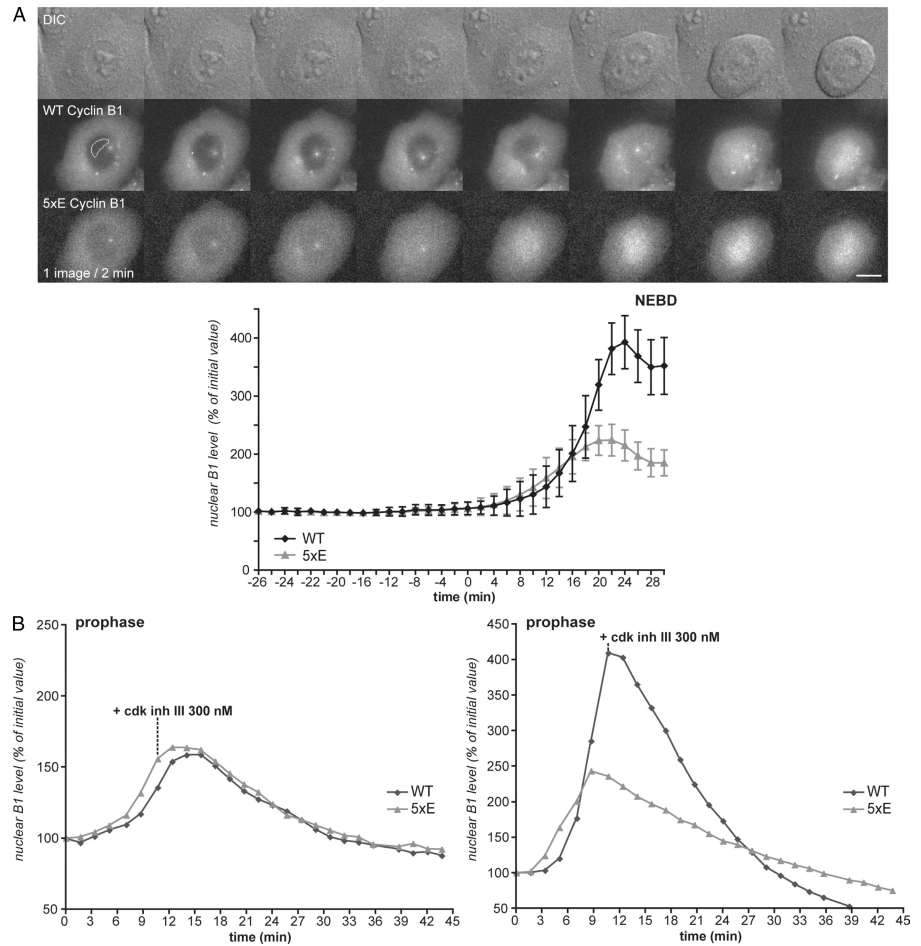 A
DIC
WT Cyclin B1
5xE Cyclin B1
1 image / 2 min
NEBD
nuclear B1 level (% of initial value)
400
300
200
100
0
WT
5xE
-26 -24 -22 -20 -18 -16 -14 -12 -10 -8 -6 -4 -2 0 2 4 6 8 10 12 14 16 18 20 22 24 26 28 30
time (min)
B
prophase
nuclear B1 level (% of initial value)
250
200
150
100
50
+ cdk inh III 300 nM
WT
5xE
0 3 6 9 12 15 18 21 24 27 30 33 36 39 42 45
time (min)
prophase
nuclear B1 level (% of initial value)
450
400
350
300
250
200
150
100
50
+ cdk inh III 300 nM
WT
5xE
0 3 6 9 12 15 18 21 24 27 30 33 36 39 42 45
time (min)